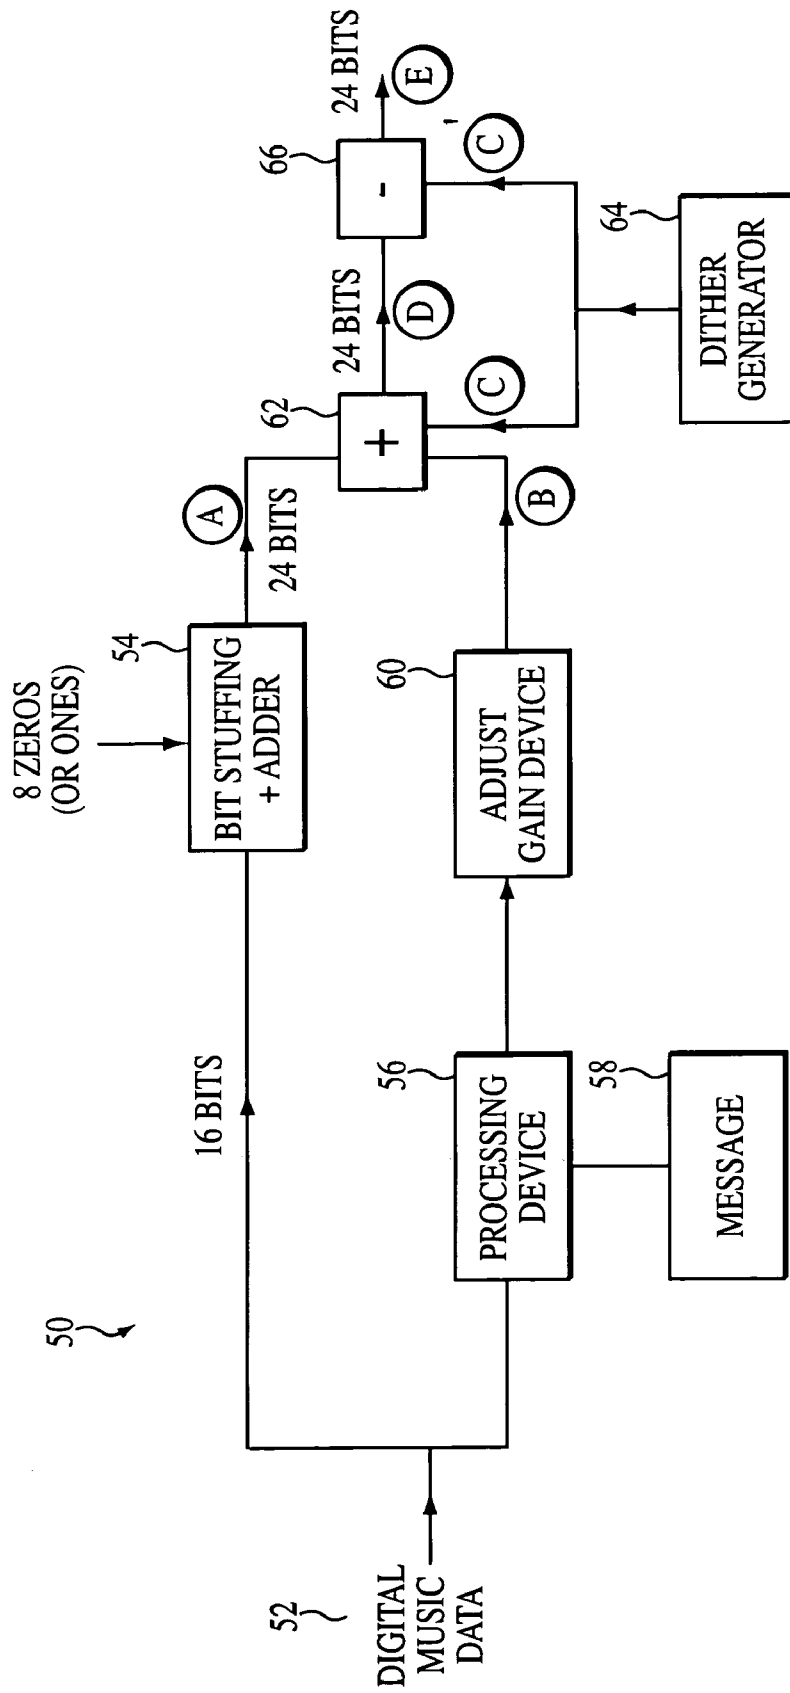 50
52
DIGITAL
MUSIC
DATA
16 BITS
8 ZEROS
(OR ONES)
54
BIT STUFFING
+ ADDER
24 BITS
A
56
PROCESSING
DEVICE
58
MESSAGE
60
ADJUST
GAIN DEVICE
B
62
+
C
24 BITS
D
64
DITHER
GENERATOR
66
-
C
24 BITS
E